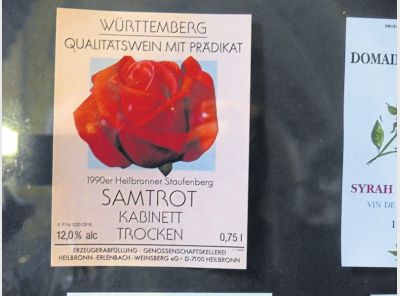 WÜRTTEMBERG
QUALITÄTSWEIN MIT PRÄDIKAT
1990er Heilbronner Staufenberg
SAMTROT
KABINETT
TROCKEN
12,0% alc
0,75 l
ERZEUGERABFÜLLUNG · GENOSSENSCHAFTSKELLEREI
HEILBRONN - ERLENBACH - WEINSBERG eG · D-7100 HEILBRONN
DOMAIN
SYRAH
VIN DE